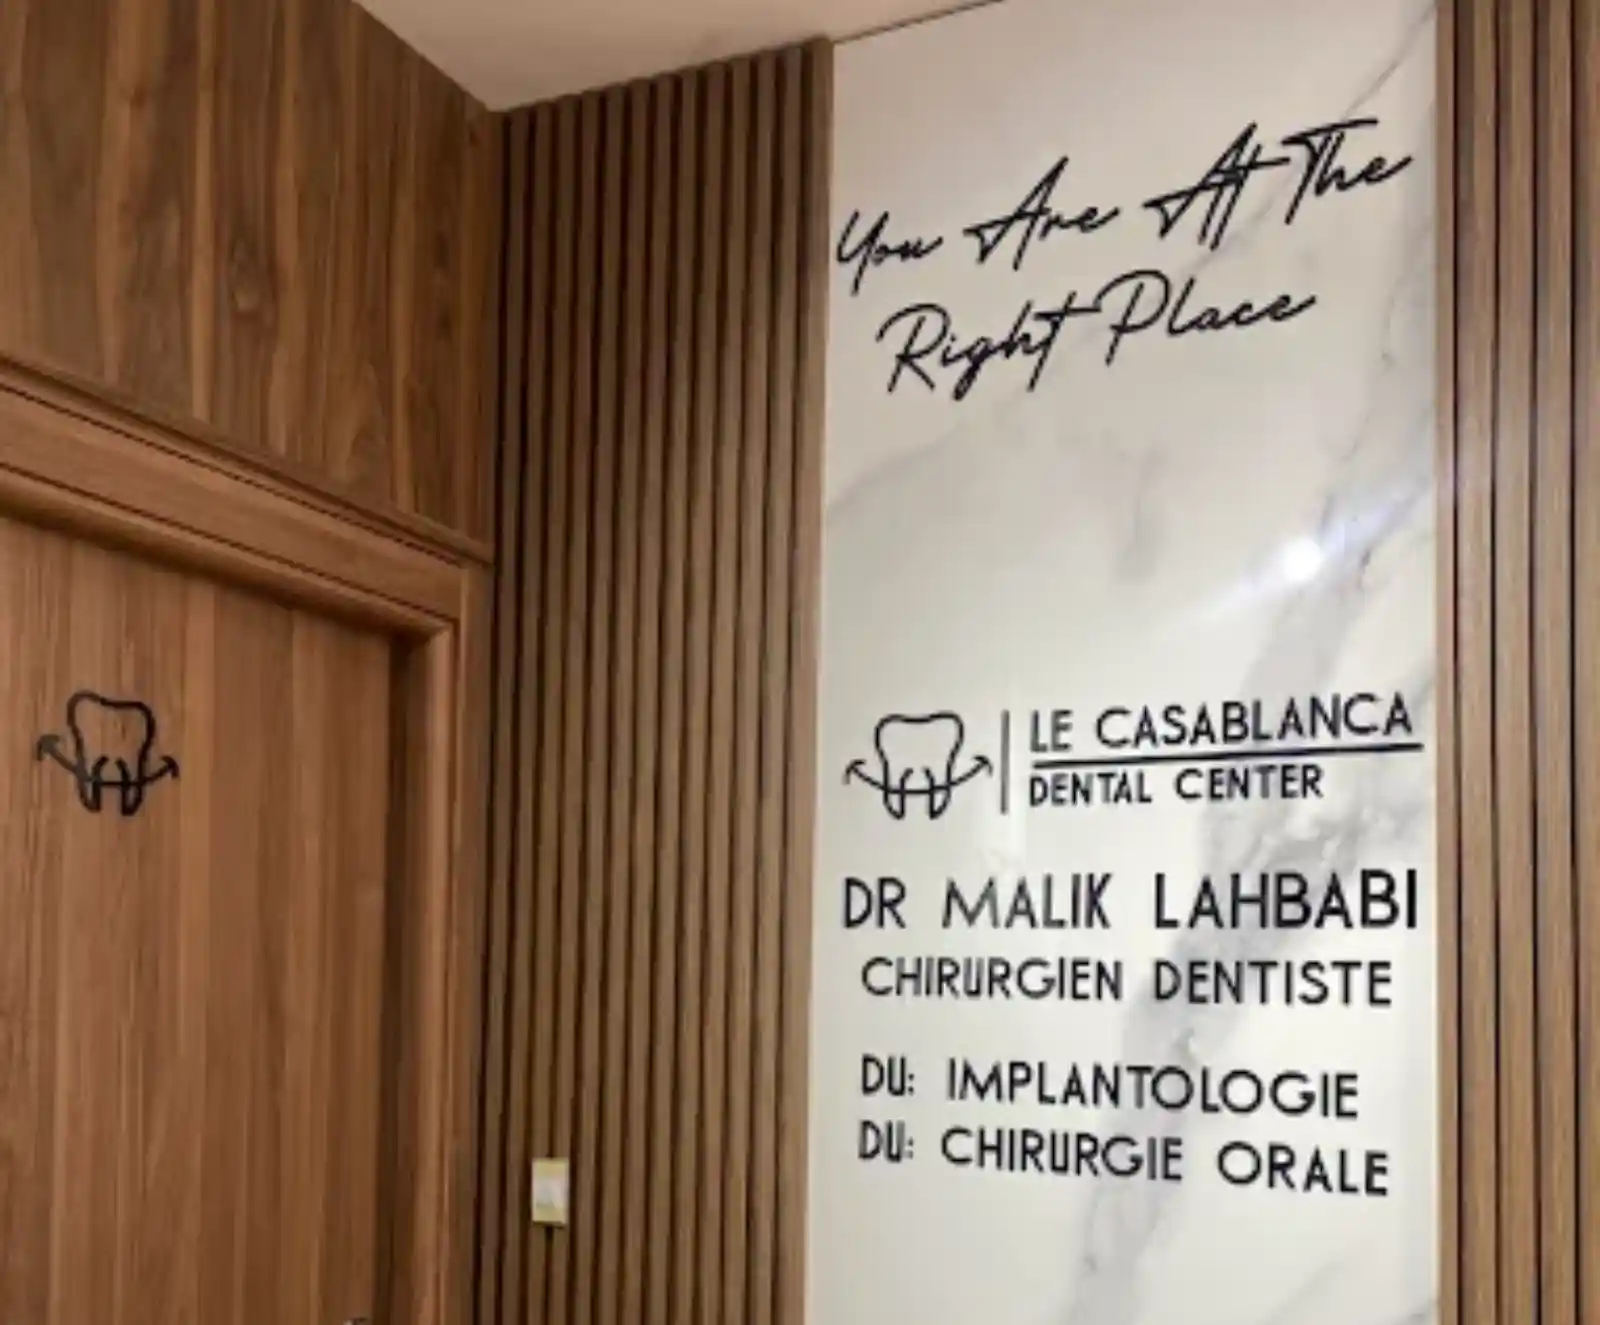 You Are At The
Right Place
LE CASABLANCA
DENTAL CENTER
DR MALIK LAHBABI
CHIRURGIEN DENTISTE
DU: IMPLANTOLOGIE
DU: CHIRURGIE ORALE